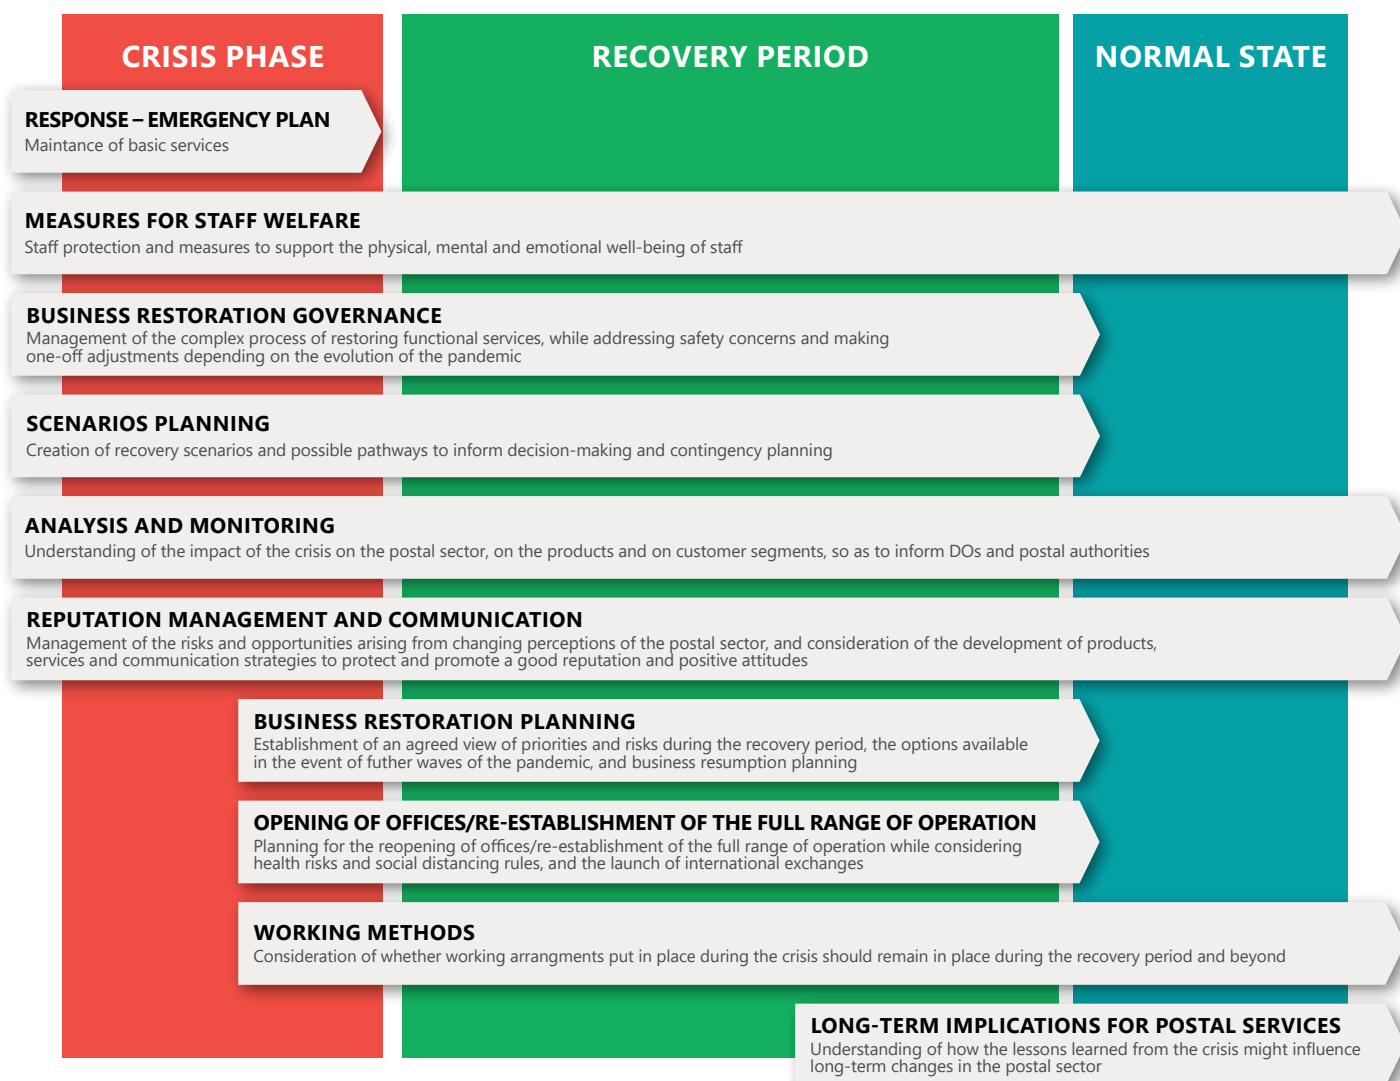 CRISIS PHASE
RECOVERY PERIOD
NORMAL STATE
RESPONSE – EMERGENCY PLAN
Maintance of basic services
MEASURES FOR STAFF WELFARE
Staff protection and measures to support the physical, mental and emotional well-being of staff
BUSINESS RESTORATION GOVERNANCE
Management of the complex process of restoring functional services, while addressing safety concerns and making
one-off adjustments depending on the evolution of the pandemic
SCENARIOS PLANNING
Creation of recovery scenarios and possible pathways to inform decision-making and contingency planning
ANALYSIS AND MONITORING
Understanding of the impact of the crisis on the postal sector, on the products and on customer segments, so as to inform DOs and postal authorities
REPUTATION MANAGEMENT AND COMMUNICATION
Management of the risks and opportunities arising from changing perceptions of the postal sector, and consideration of the development of products,
services and communication strategies to protect and promote a good reputation and positive attitudes
BUSINESS RESTORATION PLANNING
Establishment of an agreed view of priorities and risks during the recovery period, the options available
in the event of futher waves of the pandemic, and business resumption planning
OPENING OF OFFICES/RE-ESTABLISHMENT OF THE FULL RANGE OF OPERATION
Planning for the reopening of offices/re-establishment of the full range of operation while considering
health risks and social distancing rules, and the launch of international exchanges
WORKING METHODS
Consideration of whether working arrangments put in place during the crisis should remain in place during the recovery period and beyond
LONG-TERM IMPLICATIONS FOR POSTAL SERVICES
Understanding of how the lessons learned from the crisis might influence
long-term changes in the postal sector